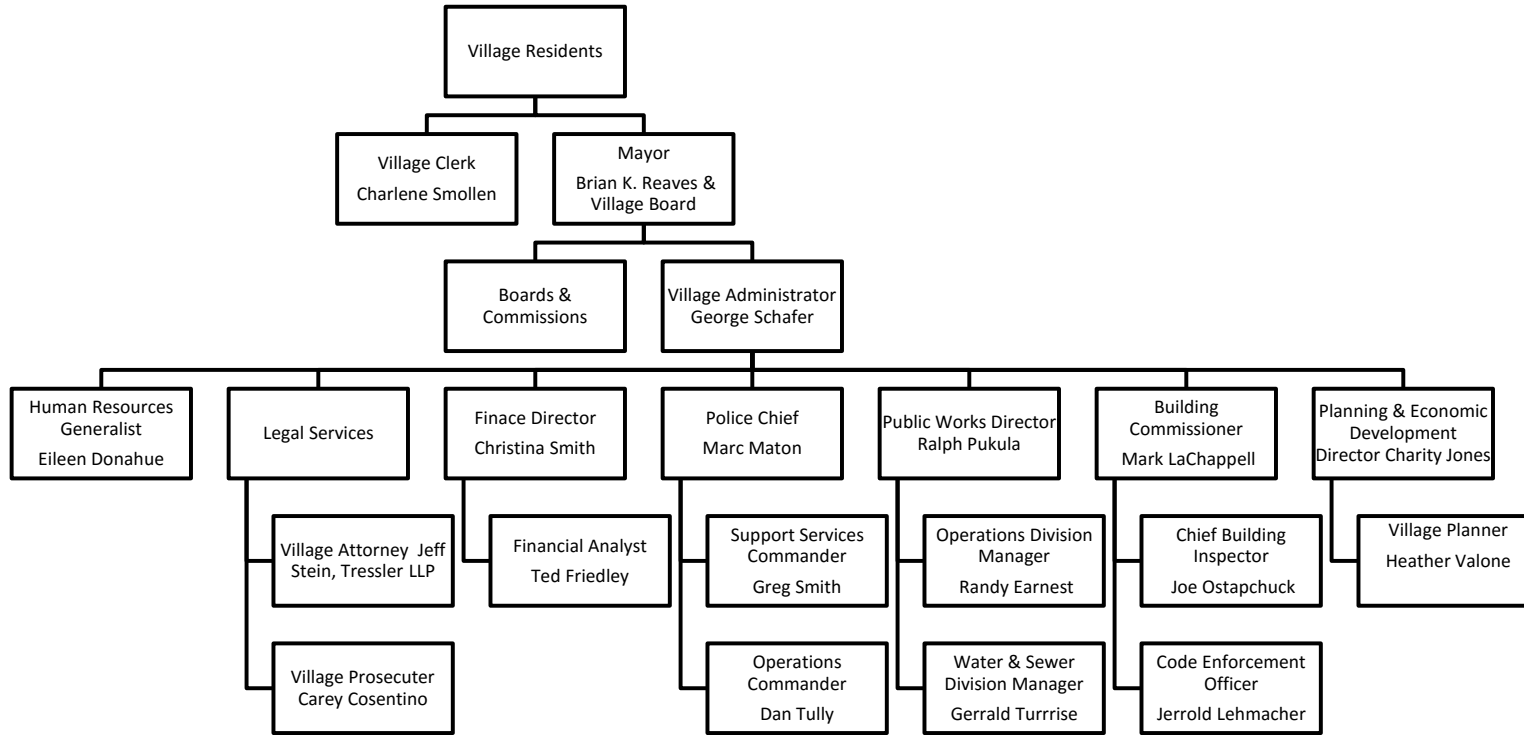 Village Residents
Village Clerk
Charlene Smollen
Mayor
Brian K. Reaves &
Village Board
Boards &
Commissions
Village Administrator
George Schafer
Human Resources
Generalist
Eileen Donahue
Legal Services
Finace Director
Christina Smith
Police Chief
Marc Maton
Public Works Director
Ralph Pukula
Building
Commissioner
Mark LaChappell
Planning & Economic
Development
Director Charity Jones
Village Attorney  Jeff
Stein, Tressler LLP
Financial Analyst
Ted Friedley
Support Services
Commander
Greg Smith
Operations Division
Manager
Randy Earnest
Chief Building
Inspector
Joe Ostapchuck
Village Planner
Heather Valone
Village Prosecuter
Carey Cosentino
Operations
Commander
Dan Tully
Water & Sewer
Division Manager
Gerrald Turrrise
Code Enforcement
Officer
Jerrold Lehmacher